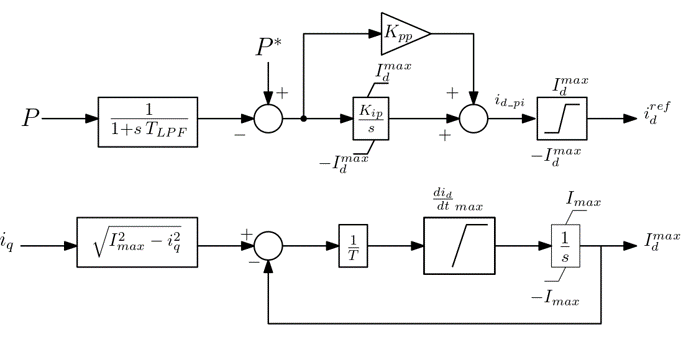 K_{pp}
P^*
I_d^{max}
P
\frac{1}{1+s T_{LPF}}
+
−
\frac{K_{ip}}{s}
−I_d^{max}
+
+
i_{d\_pi}
I_d^{max}
−I_d^{max}
i_d^{ref}
i_q
\sqrt{I_{max}^2 − i_q^2}
+
−
\frac{1}{T}
\frac{di_d}{dt}_{max}
I_{max}
\frac{1}{s}
−I_{max}
I_d^{max}